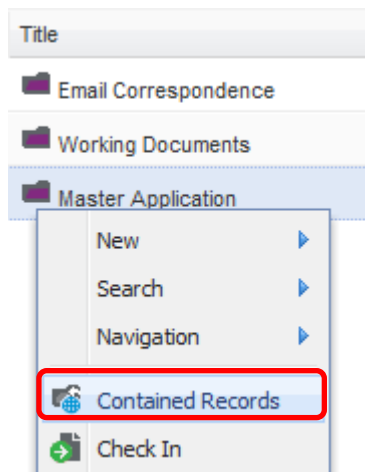 Title
Email Correspondence
Working Documents
Master Application
New
Search
Navigation
Contained Records
Check In